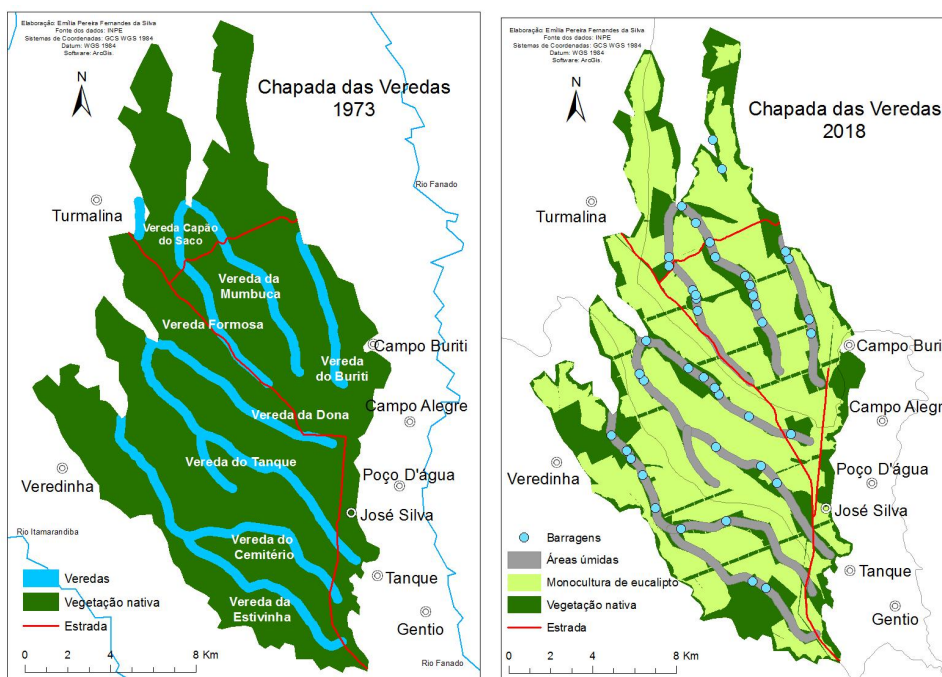 Elaboração: Emília Pereira Fernandes da Silva
Fonte dos dados: INPE
Sistemas de Coordenadas: GCS WGS 1984
Datum: WGS 1984
Software: ArcGis
N
Chapada das Veredas
1973
Rio Fanado
Turmalina
Vereda Capão
do Saco
Vereda da
Mumbuca
Vereda Formosa
Campo Buriti
Vereda
do Buriti
Vereda da Dona
Campo Alegre
Vereda do Tanque
Veredinha
Poço D'água
José Silva
Rio Itamarandiba
Vereda do
Cemitério
Tanque
Veredas
Vegetação nativa
Vereda da
Estivinha
Gentio
Estrada
0 2 4 8 Km
Rio Fanado
Elaboração: Emília Pereira Fernandes da Silva
Fonte dos dados: INPE
Sistemas de Coordenadas: GCS WGS 1984
Datum: WGS 1984
Software: ArcGis.
N
Chapada das Veredas
2018
Turmalina
Campo Buriti
Campo Alegre
Veredinha
Poço D'água
José Silva
Barragens
Áreas úmidas
Monocultura de eucalipto
Vegetação nativa
Estrada
Tanque
Gentio
0 2 4 8 Km